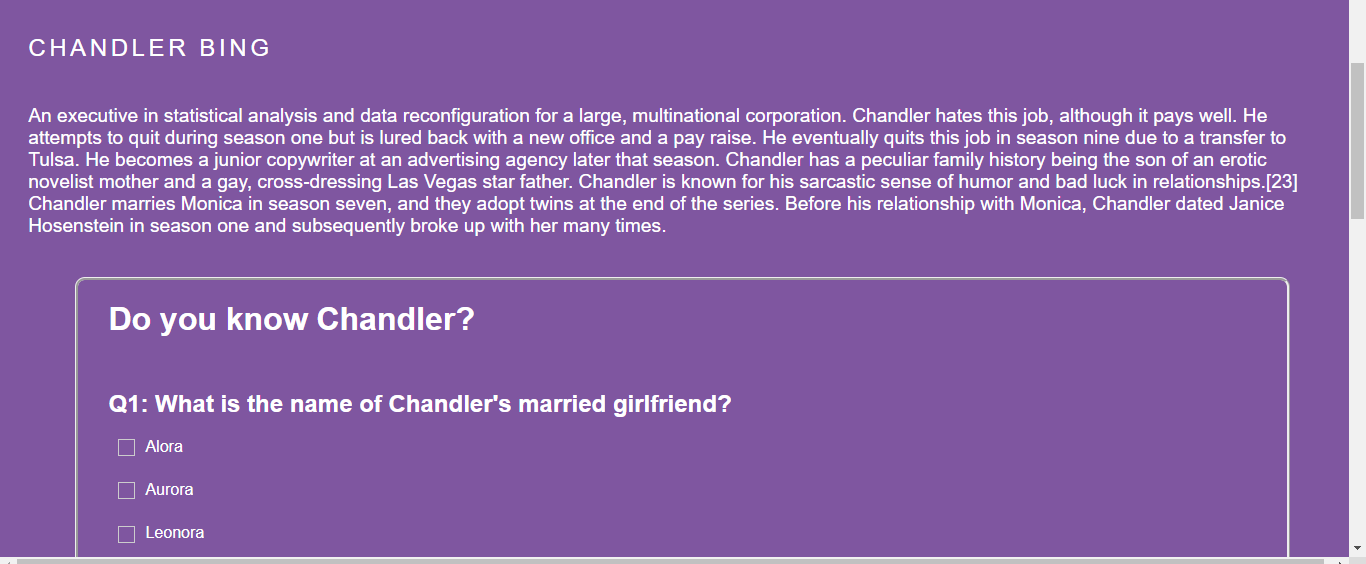 CHANDLER BING
An executive in statistical analysis and data reconfiguration for a large, multinational corporation. Chandler hates this job, although it pays well. He
attempts to quit during season one but is lured back with a new office and a pay raise. He eventually quits this job in season nine due to a transfer to
Tulsa. He becomes a junior copywriter at an advertising agency later that season. Chandler has a peculiar family history being the son of an erotic
novelist mother and a gay, cross-dressing Las Vegas star father. Chandler is known for his sarcastic sense of humor and bad luck in relationships.[23]
Chandler marries Monica in season seven, and they adopt twins at the end of the series. Before his relationship with Monica, Chandler dated Janice
Hosenstein in season one and subsequently broke up with her many times.
Do you know Chandler?
Q1: What is the name of Chandler's married girlfriend?
Alora
Aurora
Leonora